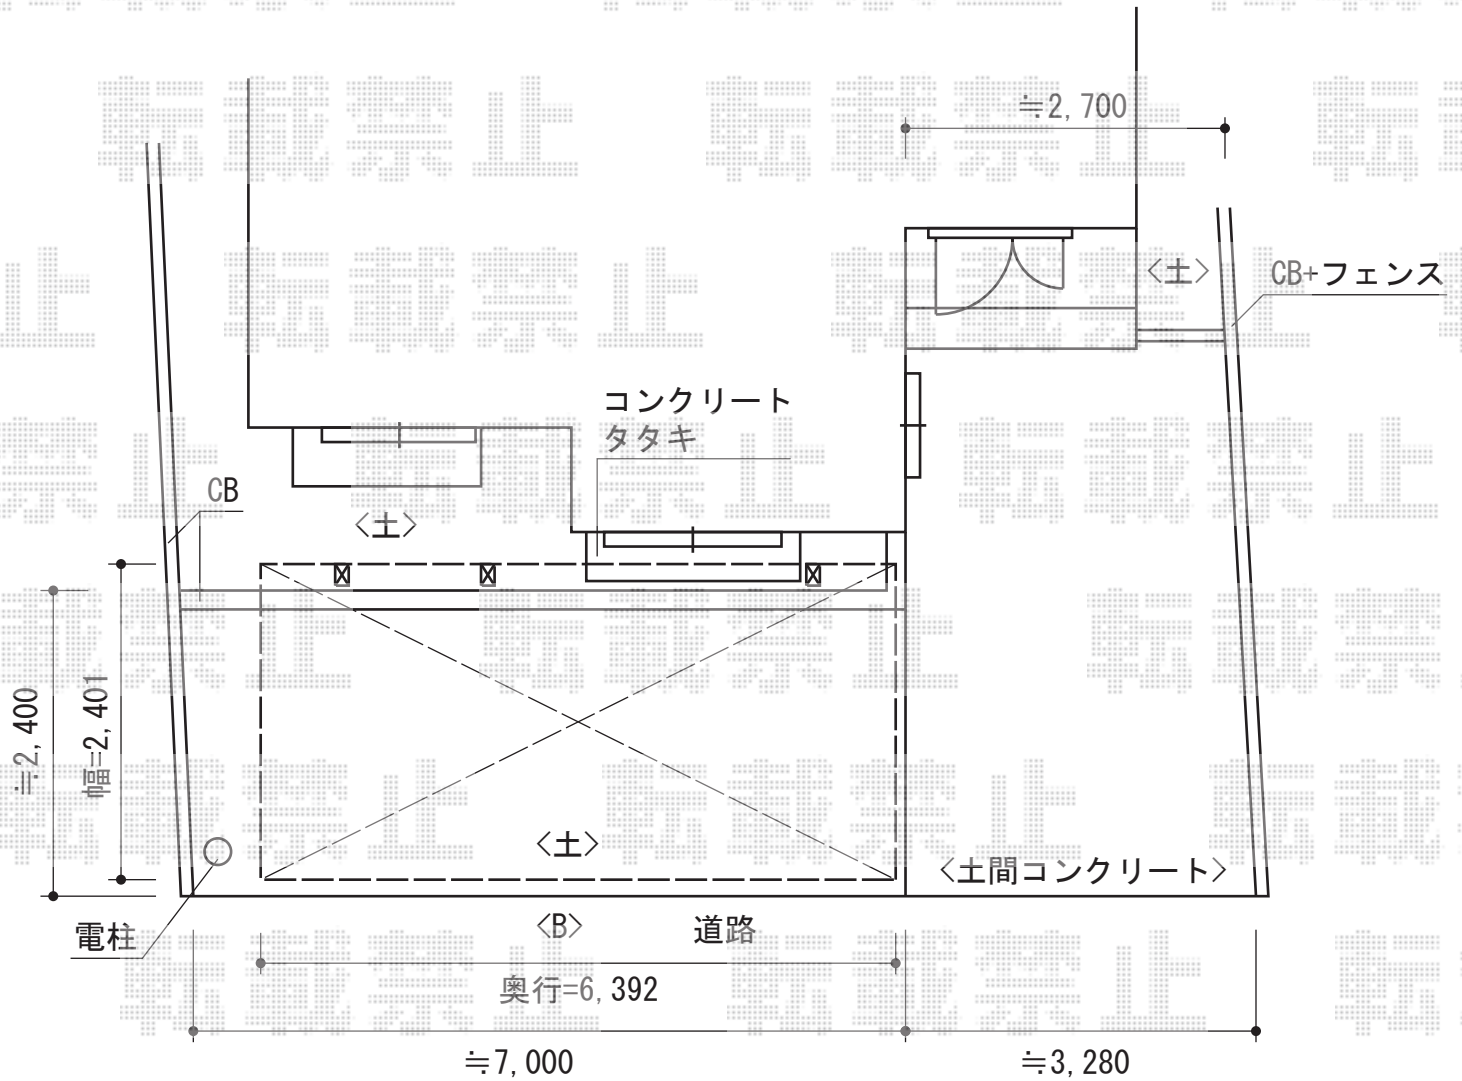 ≒2,700
〈土〉
CB+フェンス
コンクリート
タタキ
CB
〈土〉
≒2,400
幅=2,401
〈土〉
〈土間コンクリート〉
電柱
〈B〉
道路
奥行=6,392
≒7,000
≒3,280
転載禁止